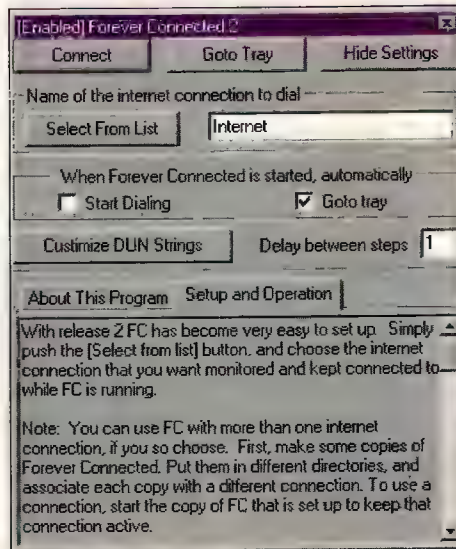 [Enabled] Forever Connected 2
Connect Goto Tray Hide Settings
Name of the internet connection to dial
Select From List Internet
When Forever Connected is started, automatically
Start Dialing Goto tray
Custimize DUN Strings Delay between steps 1
About This Program Setup and Operation
With release 2 FC has become very easy to set up. Simply
push the [Select from list] button, and choose the internet
connection that you want monitored and kept connected to
while FC is running.
Note: You can use FC with more than one internet
connection, if you so choose. First, make some copies of
Forever Connected. Put them in different directories, and
associate each copy with a different connection. To use a
connection, start the copy of FC that is set up to keep that
connection active.